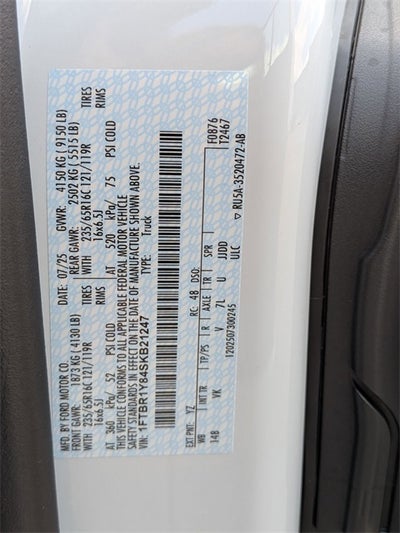 MFD. BY FORD MOTOR CO.
DATE: 07/25 GVWR: 4150 KG ( 9150 LB)
FRONT GAWR: 1873 KG ( 4130 LB) REAR GAWR: 2502 KG ( 5515 LB)
WITH 235/65R16C 121/119R TIRES WITH 235/65R16C 121/119R TIRES
16x6.5J RIMS 16x6.5J RIMS
AT 360 kPa/ 52 PSI COLD AT 520 kPa/ 75 PSI COLD
THIS VEHICLE CONFORMS TO ALL APPLICABLE FEDERAL MOTOR VEHICLE
SAFETY STANDARDS IN EFFECT ON THE DATE OF MANUFACTURE SHOWN ABOVE.
VIN: 1FTBR1Y84SKB21247 TYPE: Truck
EXT PNT: YZ RC: 48 DSO: F0876
WB INT TR TP/PS R AXLE TR SPR T2467
148 VK V 7L U JJDD
1202507300245 ULC ▽ RU5A-3520472-AB